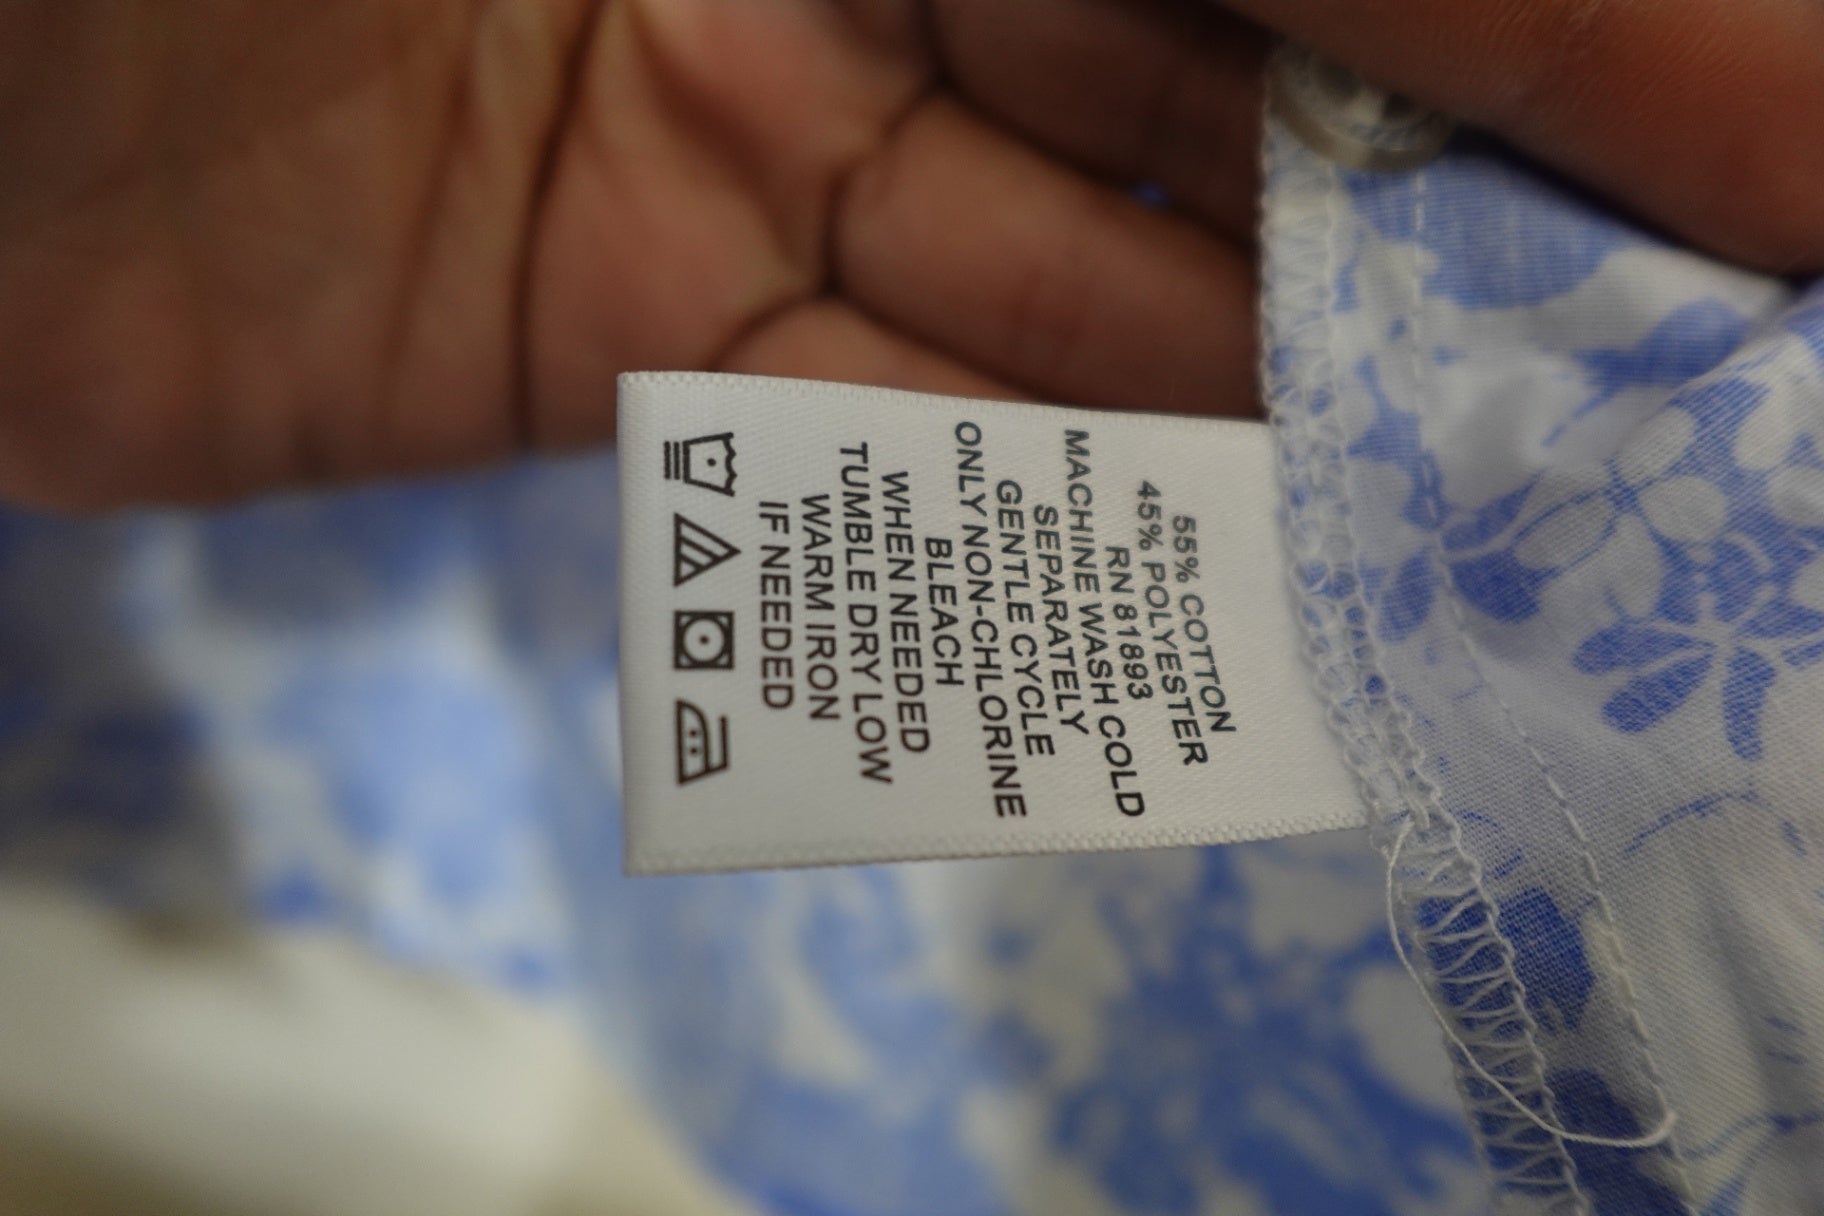 55% COTTON
45% POLYESTER
RN 81893
MACHINE WASH COLD
SEPARATELY
GENTLE CYCLE
ONLY NON-CHLORINE
BLEACH
WHEN NEEDED
TUMBLE DRY LOW
WARM IRON
IF NEEDED